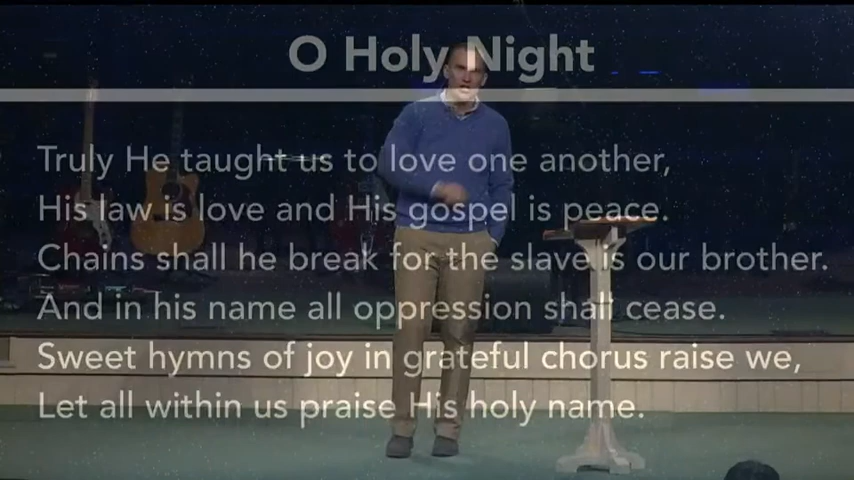 O Holy Night
Truly He taught us to love one another,
His law is love and His gospel is peace.
Chains shall he break for the slave is our brother.
And in his name all oppression shall cease.
Sweet hymns of joy in grateful chorus raise we,
Let all within us praise His holy name.